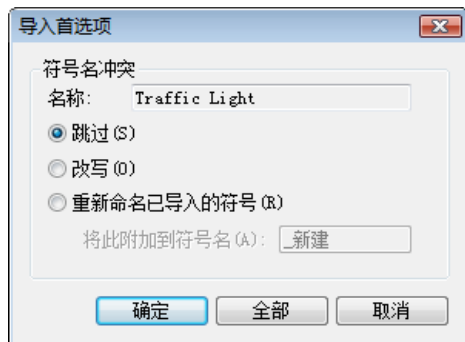 导入首选项
符号名冲突
名称: Traffic Light
跳过(S)
改写(O)
重新命名已导入的符号(R)
将此附加到符号名(A): _新建
确定 全部 取消